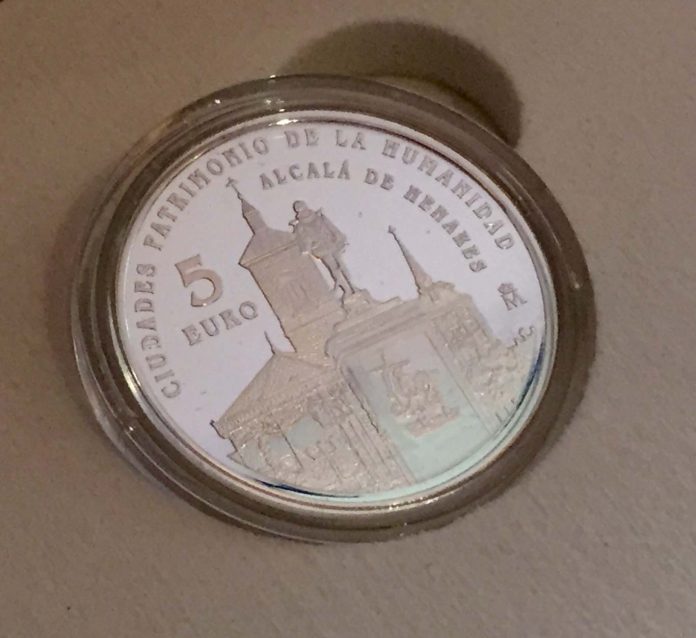 CIUDADES PATRIMONIO DE LA HUMANIDAD
ALCALÁ DE HENARES
5
EURO